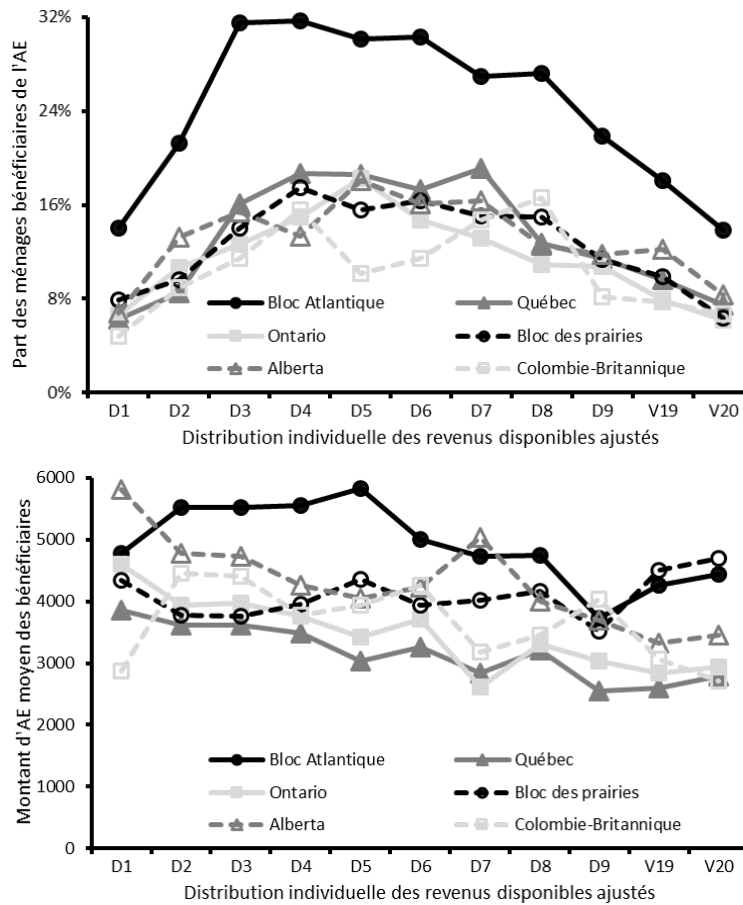 Part des ménages bénéficiaires de l'AE
32%
24%
16%
8%
0%
Bloc Atlantique
Québec
Ontario
Bloc des prairies
Alberta
Colombie-Britannique
D1 D2 D3 D4 D5 D6 D7 D8 D9 V19 V20
Distribution individuelle des revenus disponibles ajustés
Montant d'AE moyen des bénéficiaires
6000
5000
4000
3000
2000
1000
0
Bloc Atlantique
Québec
Ontario
Bloc des prairies
Alberta
Colombie-Britannique
D1 D2 D3 D4 D5 D6 D7 D8 D9 V19 V20
Distribution individuelle des revenus disponibles ajustés